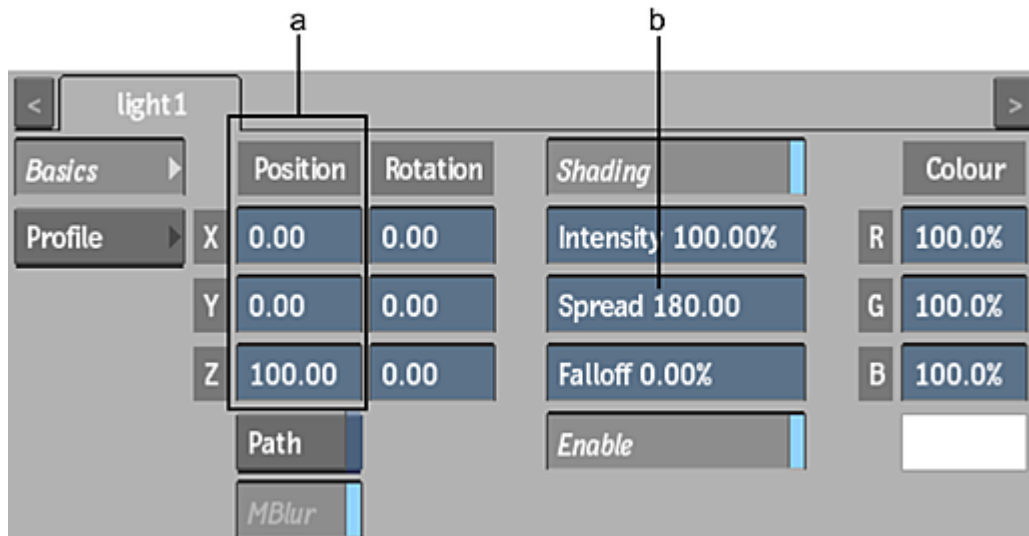 a b
< light1 >
Basics Position Rotation Shading Colour
Profile X 0.00 0.00 Intensity 100.00% R 100.0%
Y 0.00 0.00 Spread 180.00 G 100.0%
Z 100.00 0.00 Falloff 0.00% B 100.0%
Path Enable
MBlur